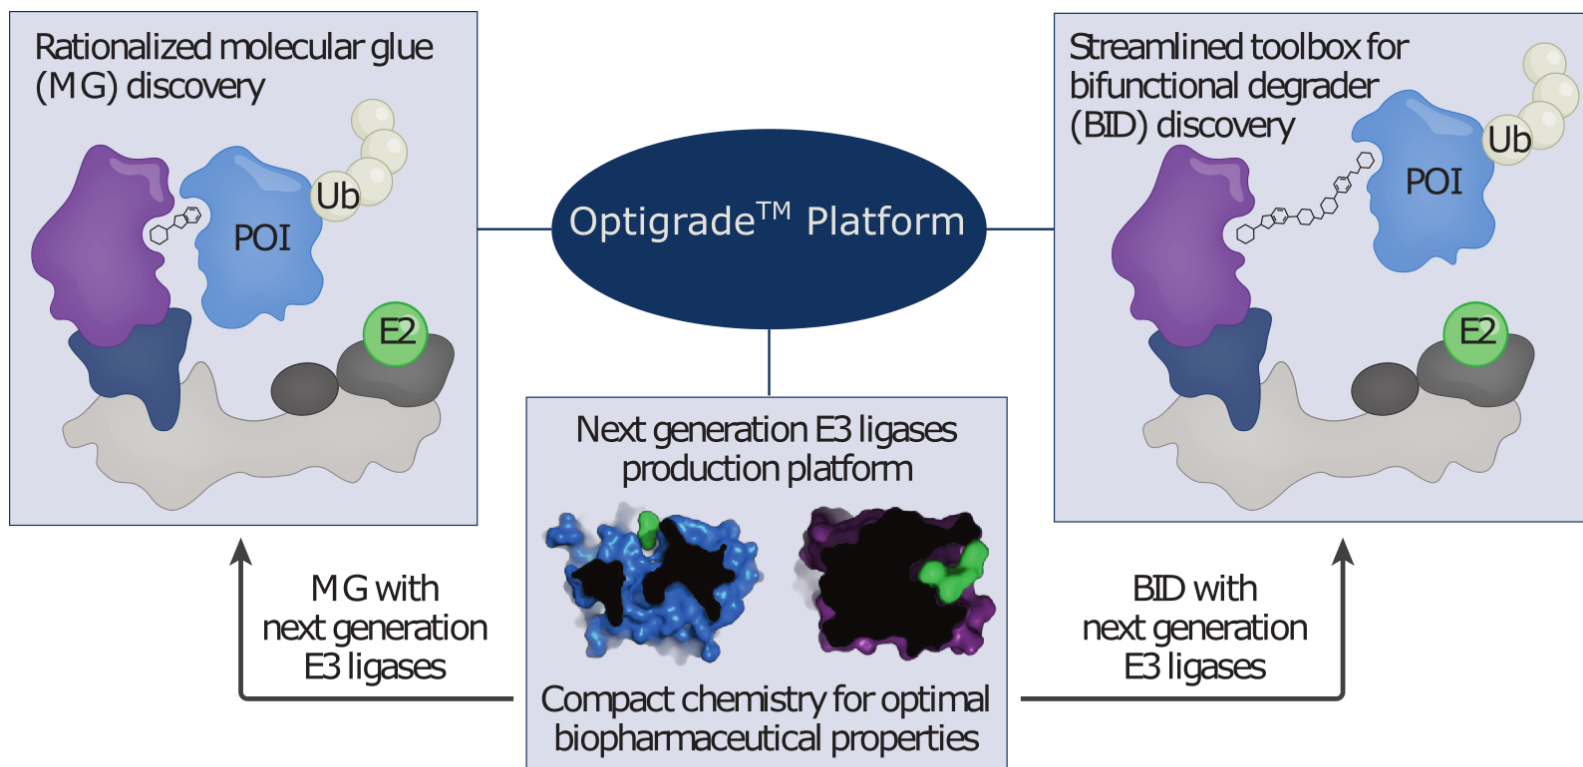 Rationalized molecular glue
(MG) discovery
Ub
POI
E2
Optigrade™ Platform
Streamlined toolbox for
bifunctional degrader
(BID) discovery
Ub
POI
E2
Next generation E3 ligases
production platform
Compact chemistry for optimal
biopharmaceutical properties
MG with
next generation
E3 ligases
BID with
next generation
E3 ligases